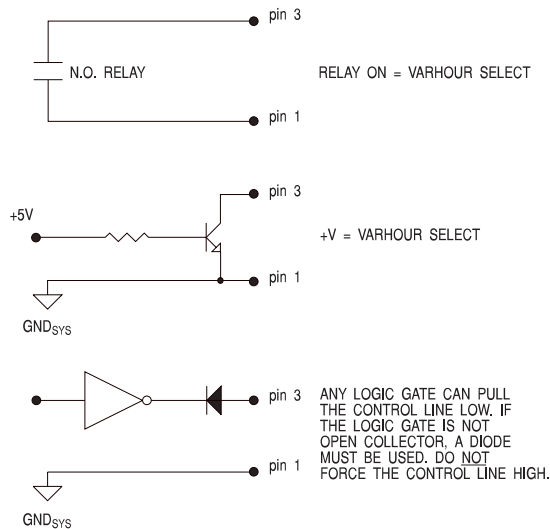 pin 3
N.O. RELAY
RELAY ON = VARHOUR SELECT
pin 1
pin 3
+5V
+V = VARHOUR SELECT
pin 1
GNDSYS
pin 3
ANY LOGIC GATE CAN PULL
THE CONTROL LINE LOW. IF
THE LOGIC GATE IS NOT
OPEN COLLECTOR, A DIODE
MUST BE USED. DO NOT
FORCE THE CONTROL LINE HIGH.
pin 1
GNDSYS